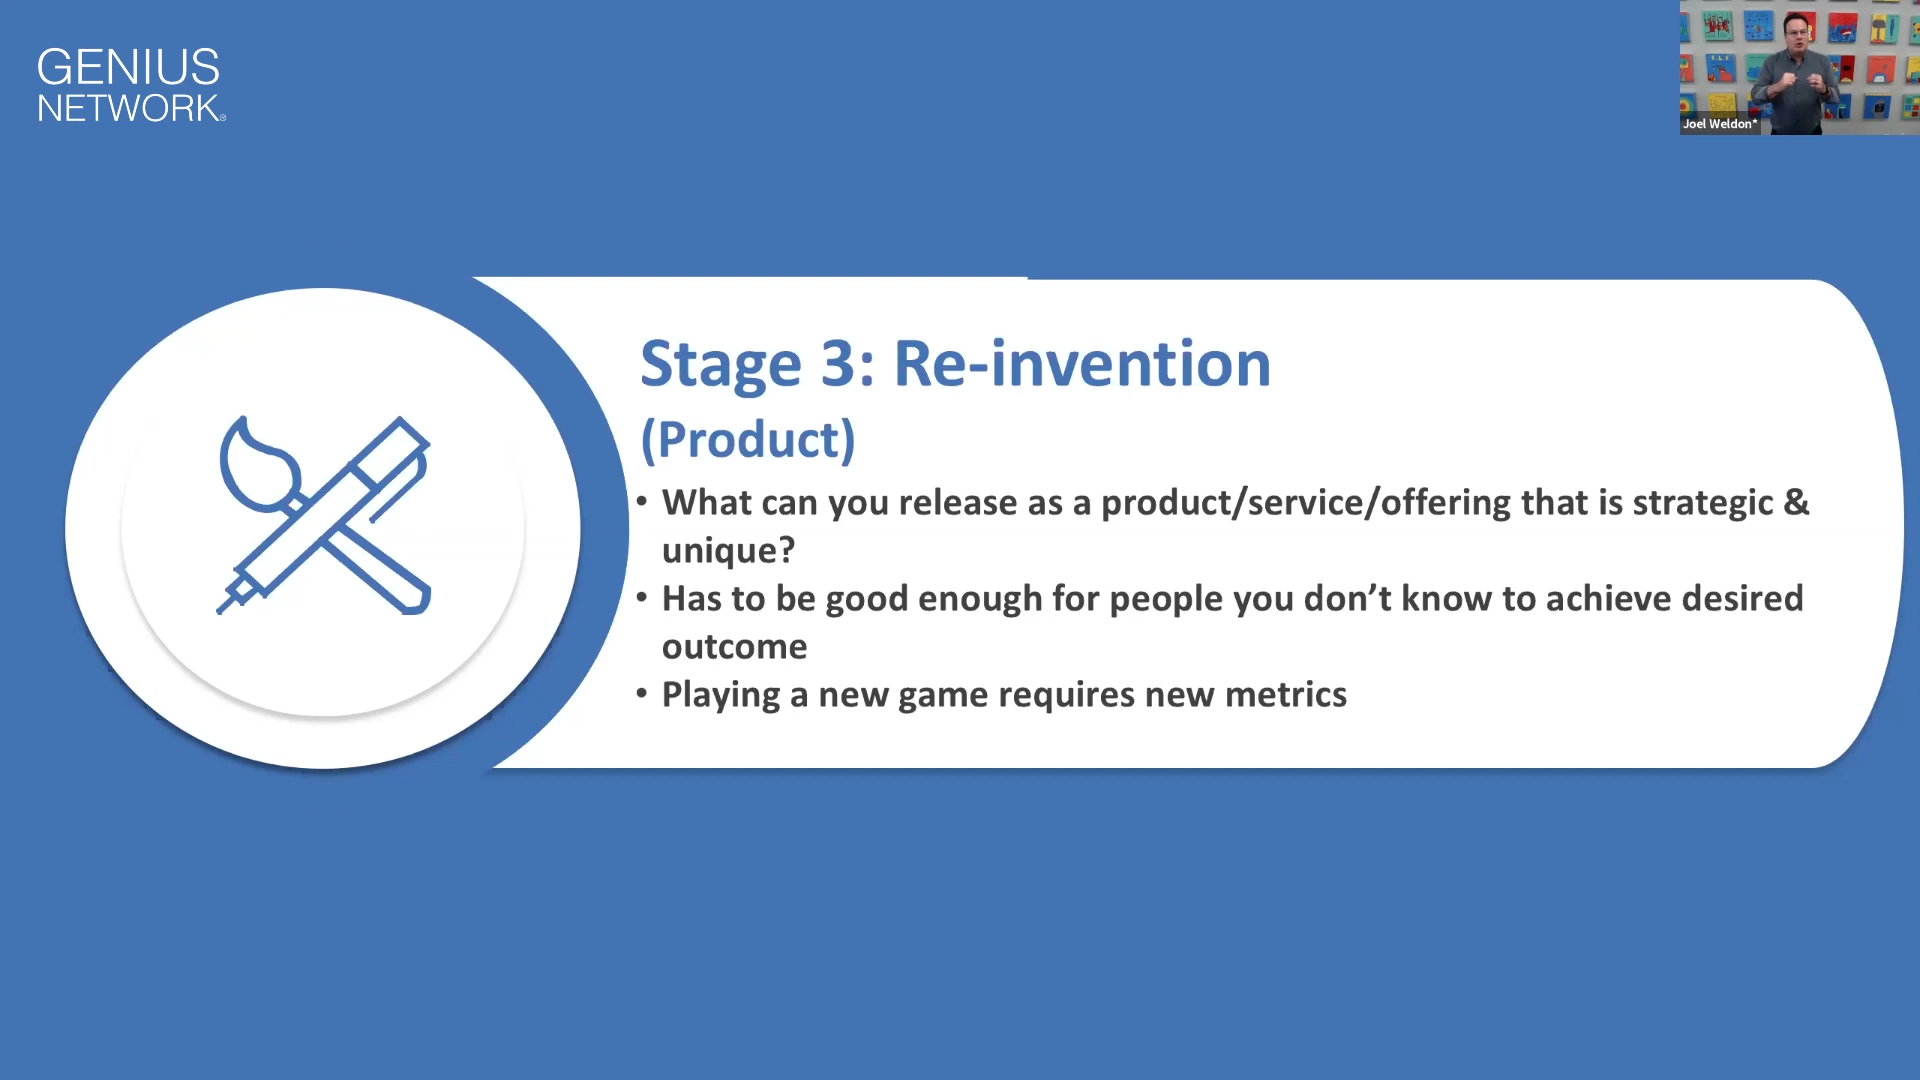 GENIUS
NETWORK®
Joel Weldon*
Stage 3: Re-invention
(Product)
• What can you release as a product/service/offering that is strategic &
unique?
• Has to be good enough for people you don’t know to achieve desired
outcome
• Playing a new game requires new metrics